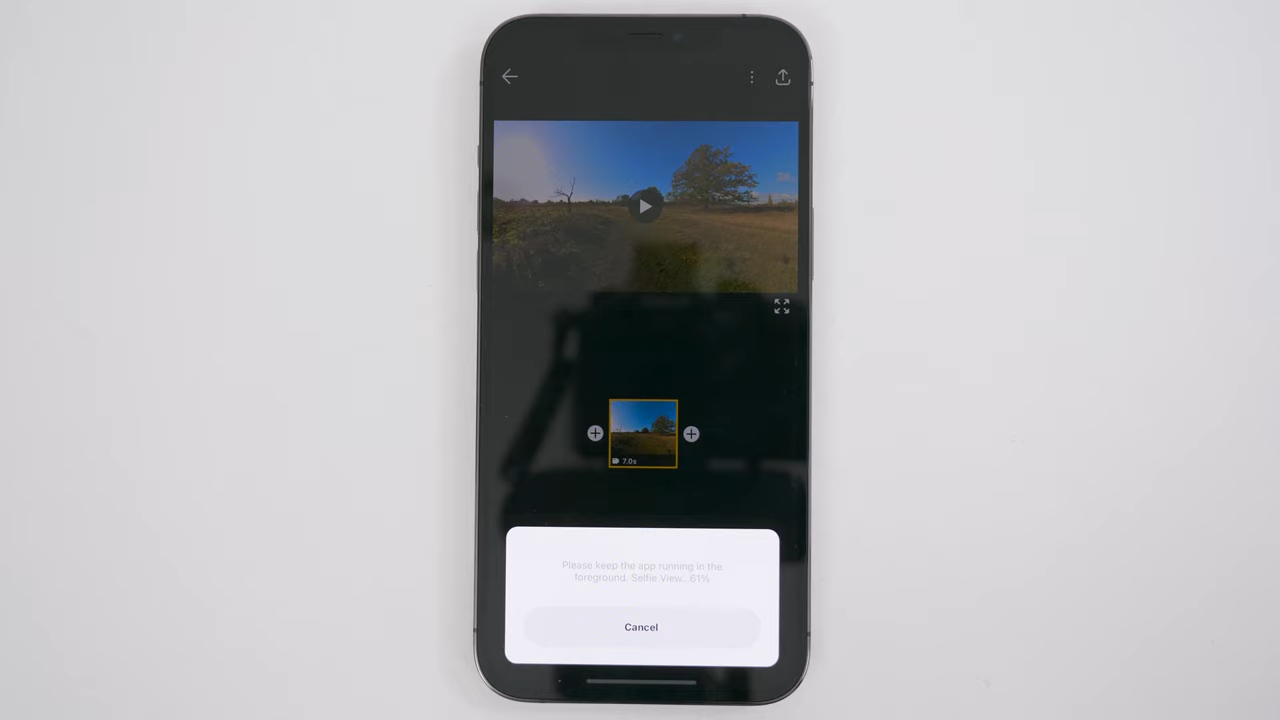 7.0s
Please keep the app running in the
foreground. Selfie View...61%
Cancel